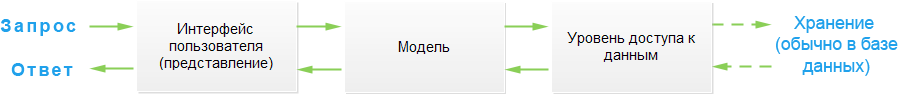 Запрос
Ответ
Интерфейс
пользователя
(представление)
Модель
Уровень доступа к
данным
Хранение
(обычно в базе
данных)